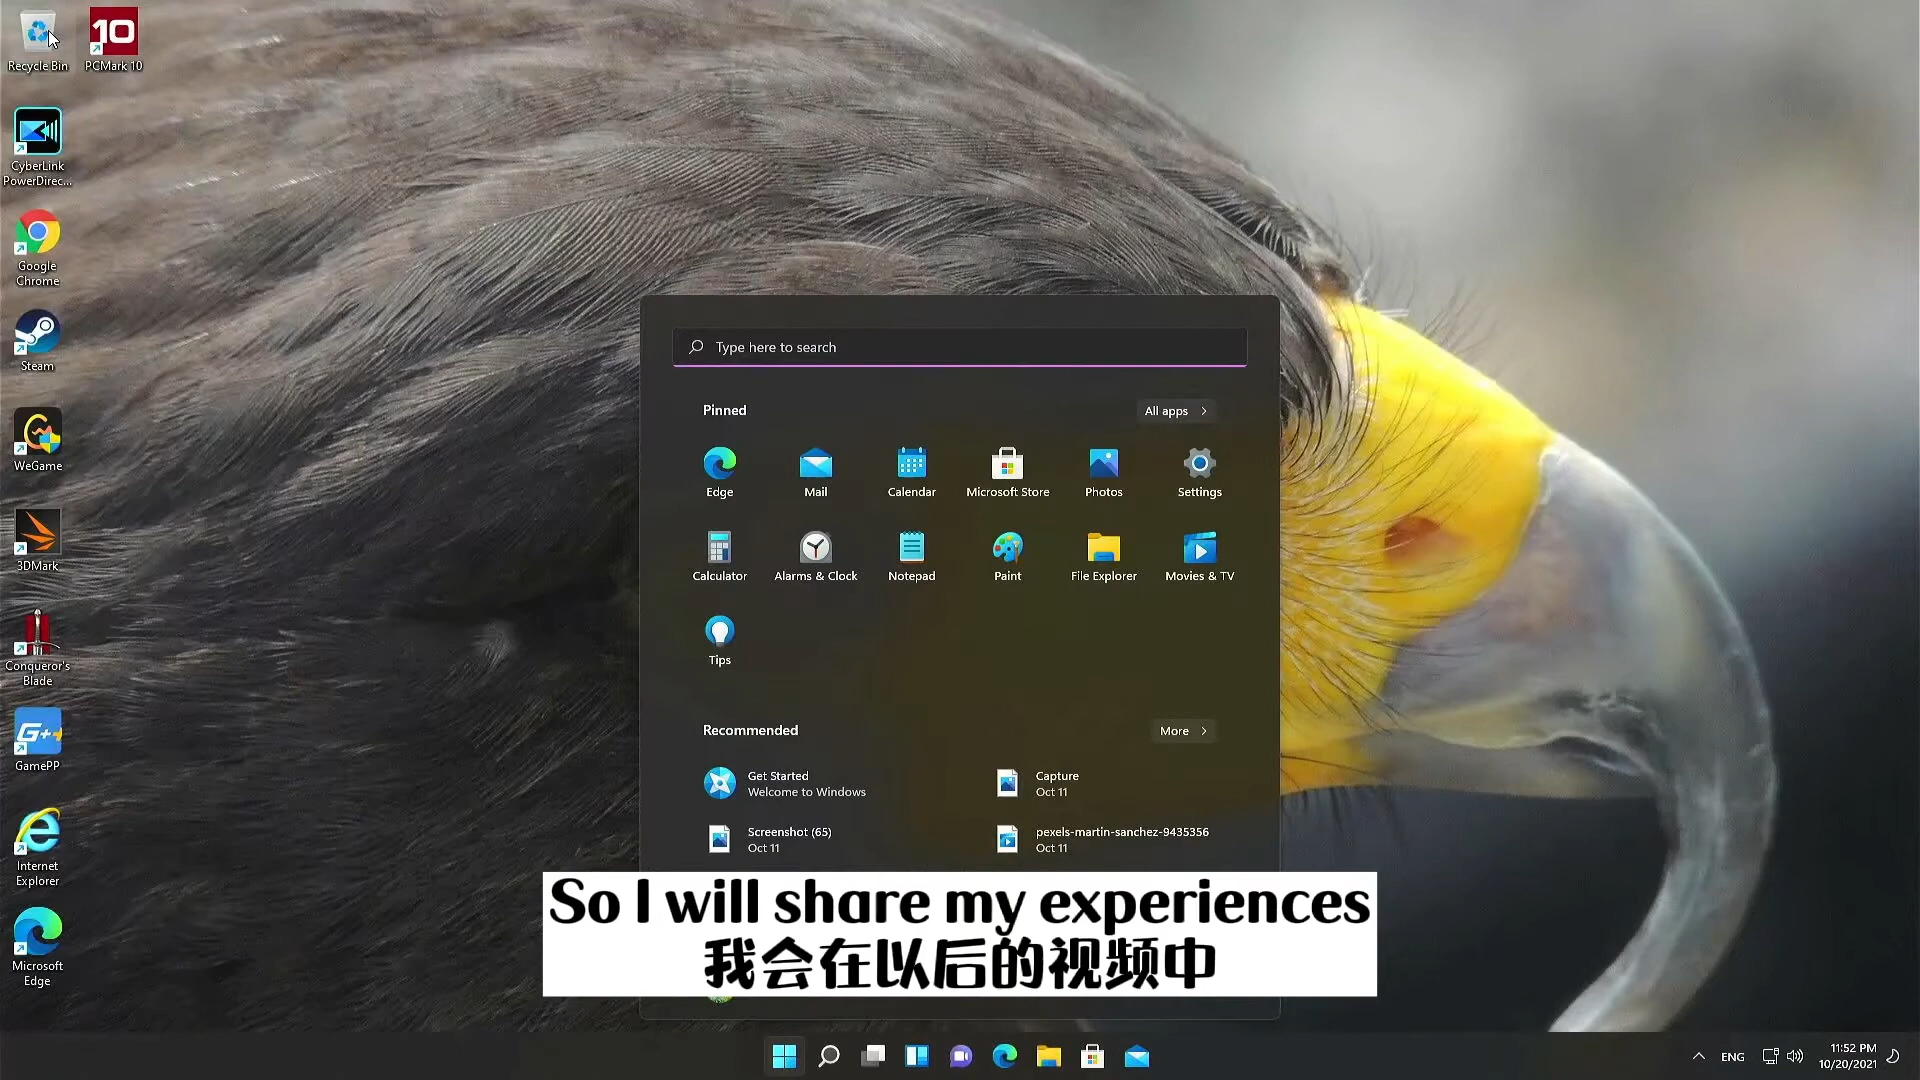 Recycle Bin
PCMark 10
CyberLink
PowerDirec...
Google
Chrome
Steam
WeGame
3DMark
Conqueror's
Blade
GamePP
Internet
Explorer
Microsoft
Edge
Type here to search
Pinned
All apps
Edge
Mail
Calendar
Microsoft Store
Photos
Settings
Calculator
Alarms & Clock
Notepad
Paint
File Explorer
Movies & TV
Tips
Recommended
More
Get Started
Welcome to Windows
Capture
Oct 11
Screenshot (65)
Oct 11
pexels-martin-sanchez-9435356
Oct 11
So I will share my experiences
我会在以后的视频中
ENG
11:52 PM
10/20/2021